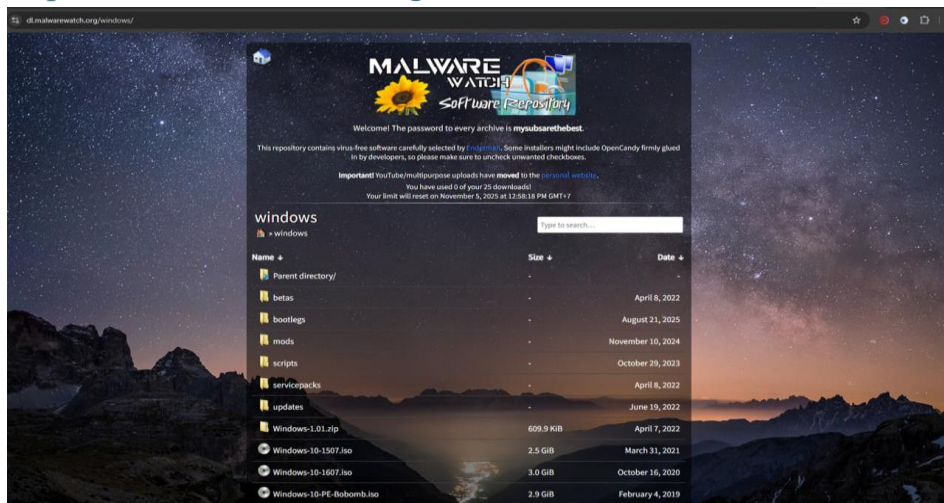 dl.malwarewatch.org/windows/
MALWARE
WATCH
Software Repository
Welcome! The password to every archive is mysubsarethebest.
This repository contains virus-free software carefully selected by Endermanch. Some installers might include OpenCandy firmly glued
in by developers, so please make sure to uncheck unwanted checkboxes.
Important! YouTube/multipurpose uploads have moved to the personal website.
You have used 0 of your 25 downloads!
Your limit will reset on November 5, 2025 at 12:58:18 PM GMT+7
windows
» windows
Type to search...
Name ↓ Size ↓ Date ↓
Parent directory/ - -
betas - April 8, 2022
bootlegs - August 21, 2025
mods - November 10, 2024
scripts - October 29, 2023
servicepacks - April 8, 2022
updates - June 19, 2022
Windows-1.01.zip 609.9 KiB April 7, 2022
Windows-10-1507.iso 2.5 GiB March 31, 2021
Windows-10-1607.iso 3.0 GiB October 16, 2020
Windows-10-PE-Bobomb.iso 2.9 GiB February 4, 2019